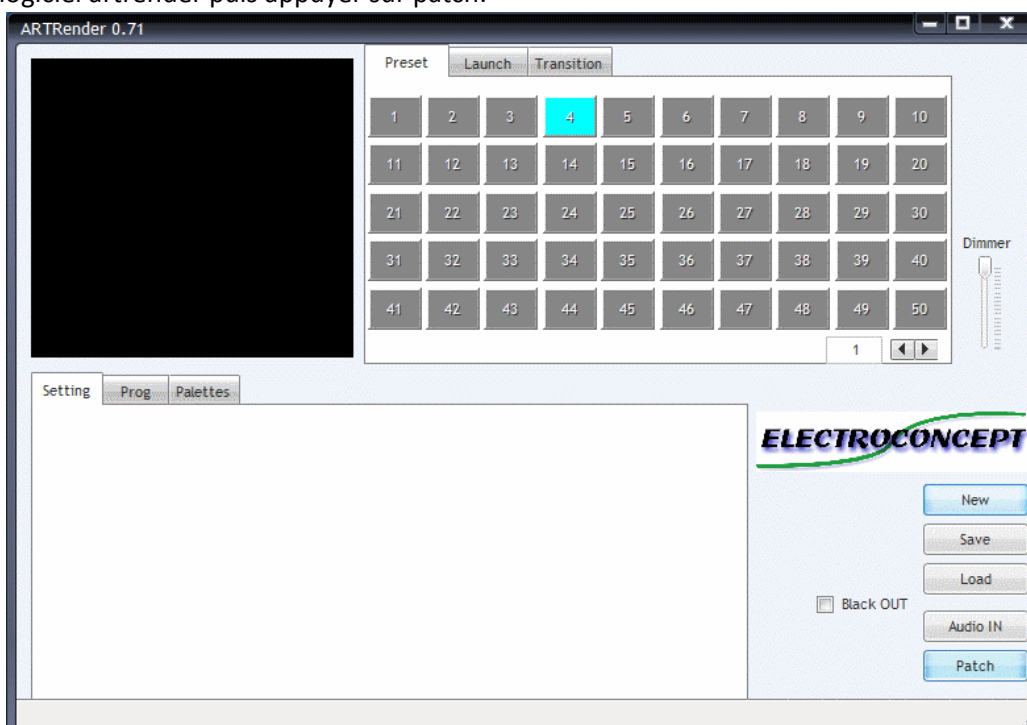 logiciel artrender puis appuyer sur patch.
ARTRender 0.71
Preset Launch Transition
1 2 3 4 5 6 7 8 9 10
11 12 13 14 15 16 17 18 19 20
21 22 23 24 25 26 27 28 29 30
31 32 33 34 35 36 37 38 39 40
41 42 43 44 45 46 47 48 49 50
1
Dimmer
Setting Prog Palettes
ELECTROCONCEPT
New
Save
Load
Black OUT
Audio IN
Patch